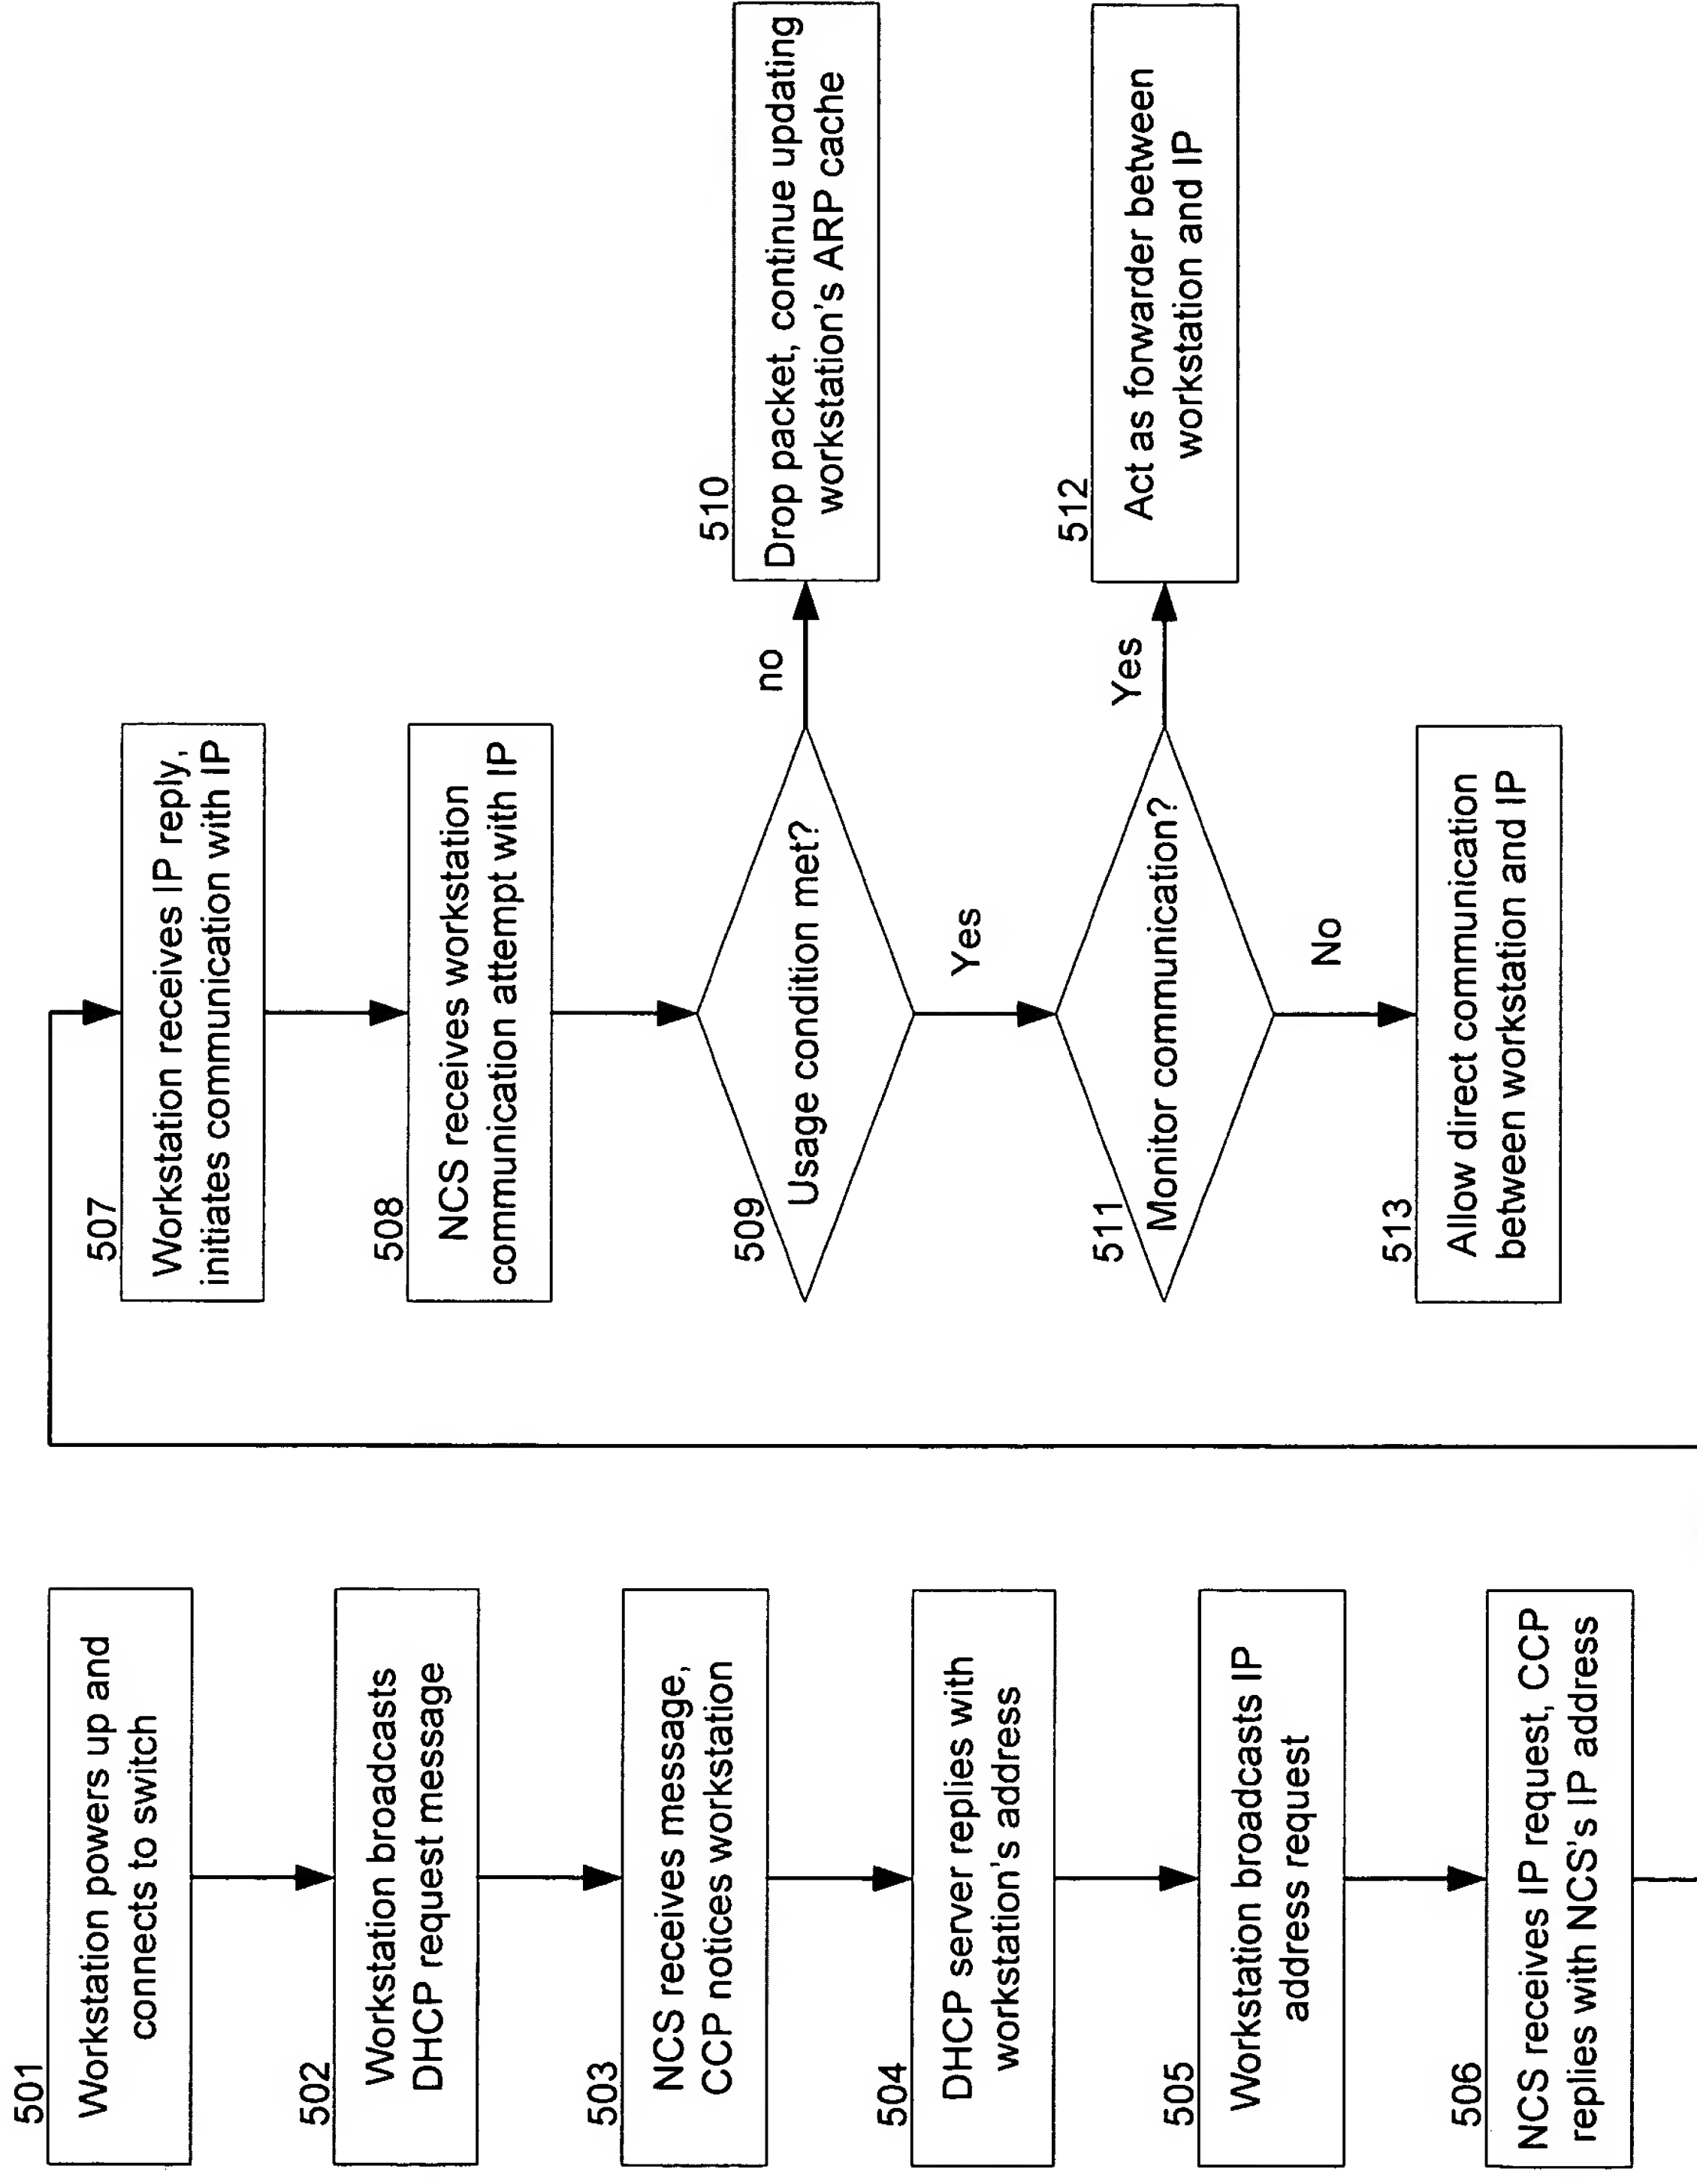 501
Workstation powers up and
connects to switch
502
Workstation broadcasts
DHCP request message
503
NCS receives message,
CCP notices workstation
504
DHCP server replies with
workstation's address
505
Workstation broadcasts IP
address request
506
NCS receives IP request, CCP
replies with NCS's IP address
507
Workstation receives IP reply,
initiates communication with IP
508
NCS receives workstation
communication attempt with IP
509
Usage condition met?
no
510
Drop packet, continue updating
workstation's ARP cache
Yes
511
Monitor communication?
Yes
512
Act as forwarder between
workstation and IP
No
513
Allow direct communication
between workstation and IP